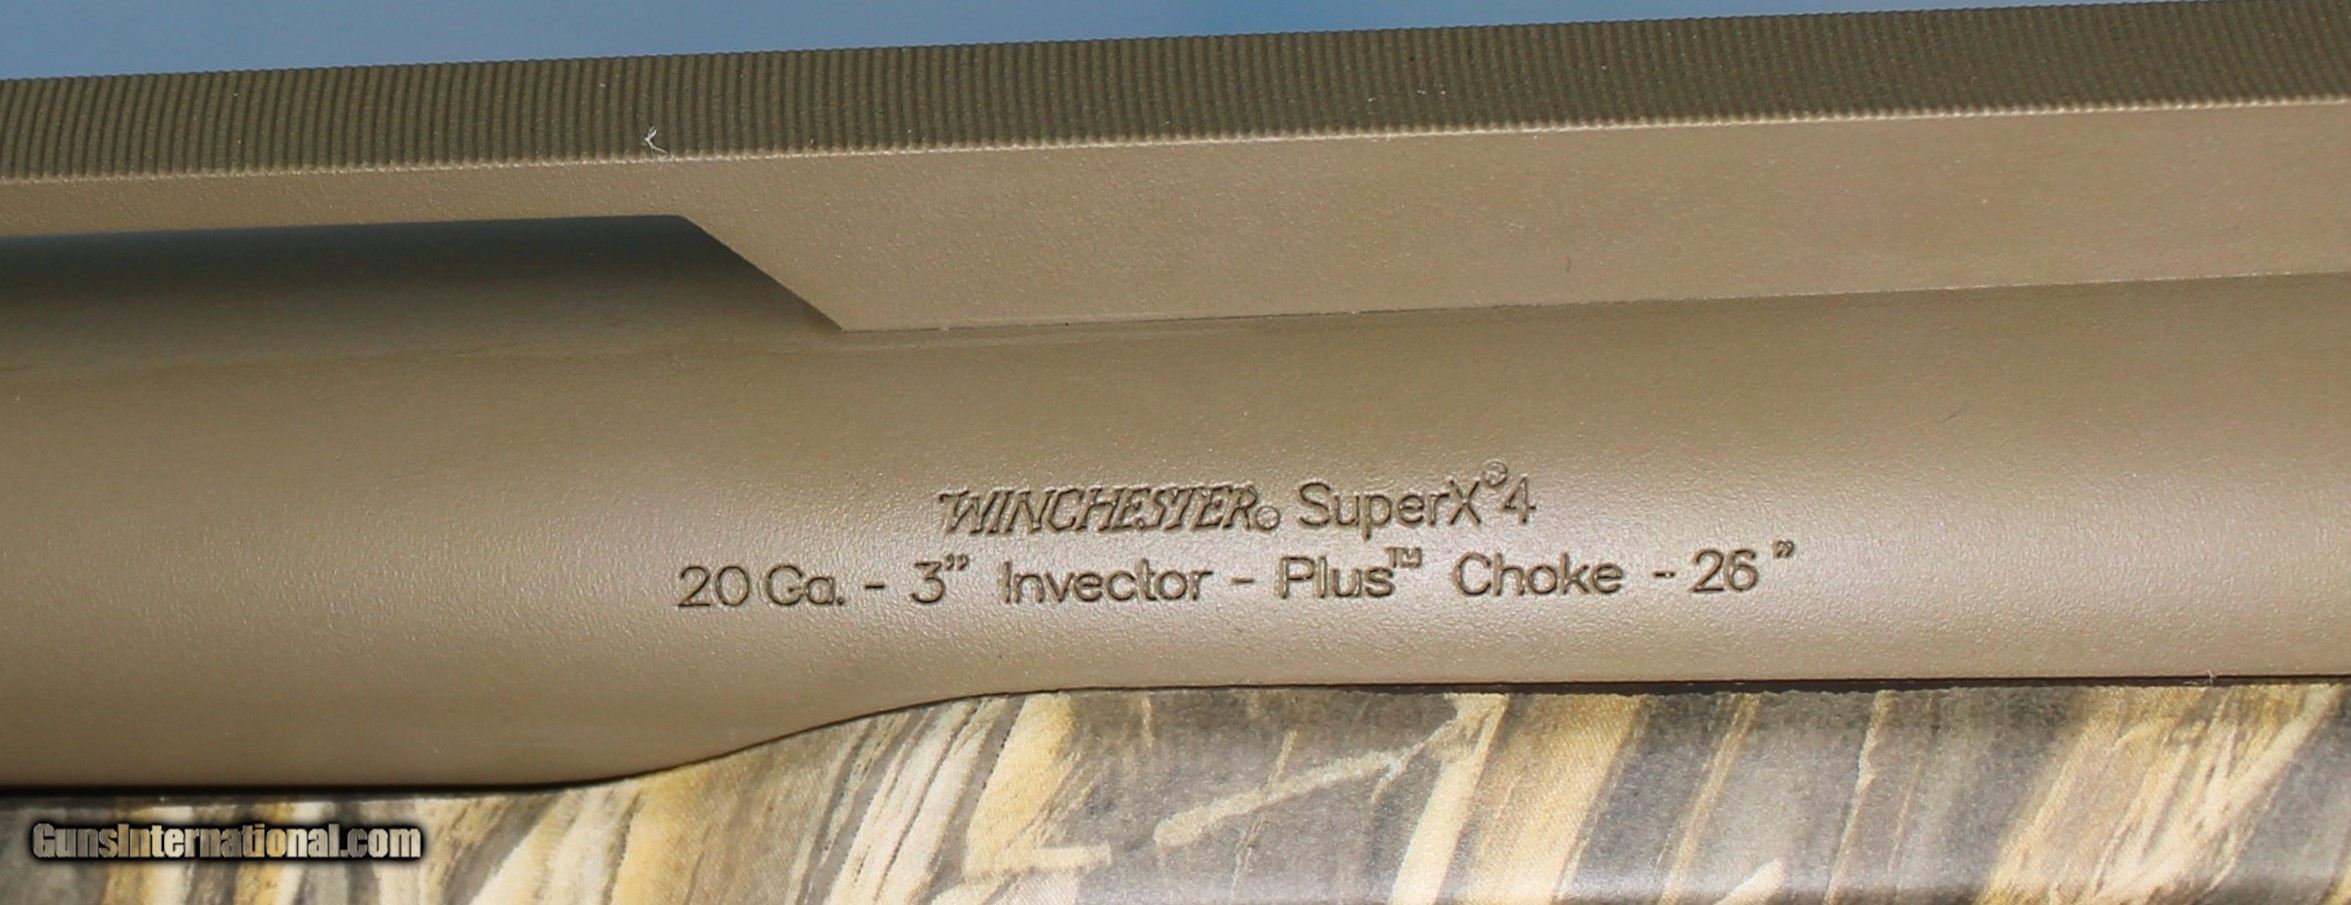 WINCHESTER® SuperX®4
20 Ga. - 3" Invector - Plus™ Choke - 26"
GunsInternational.com